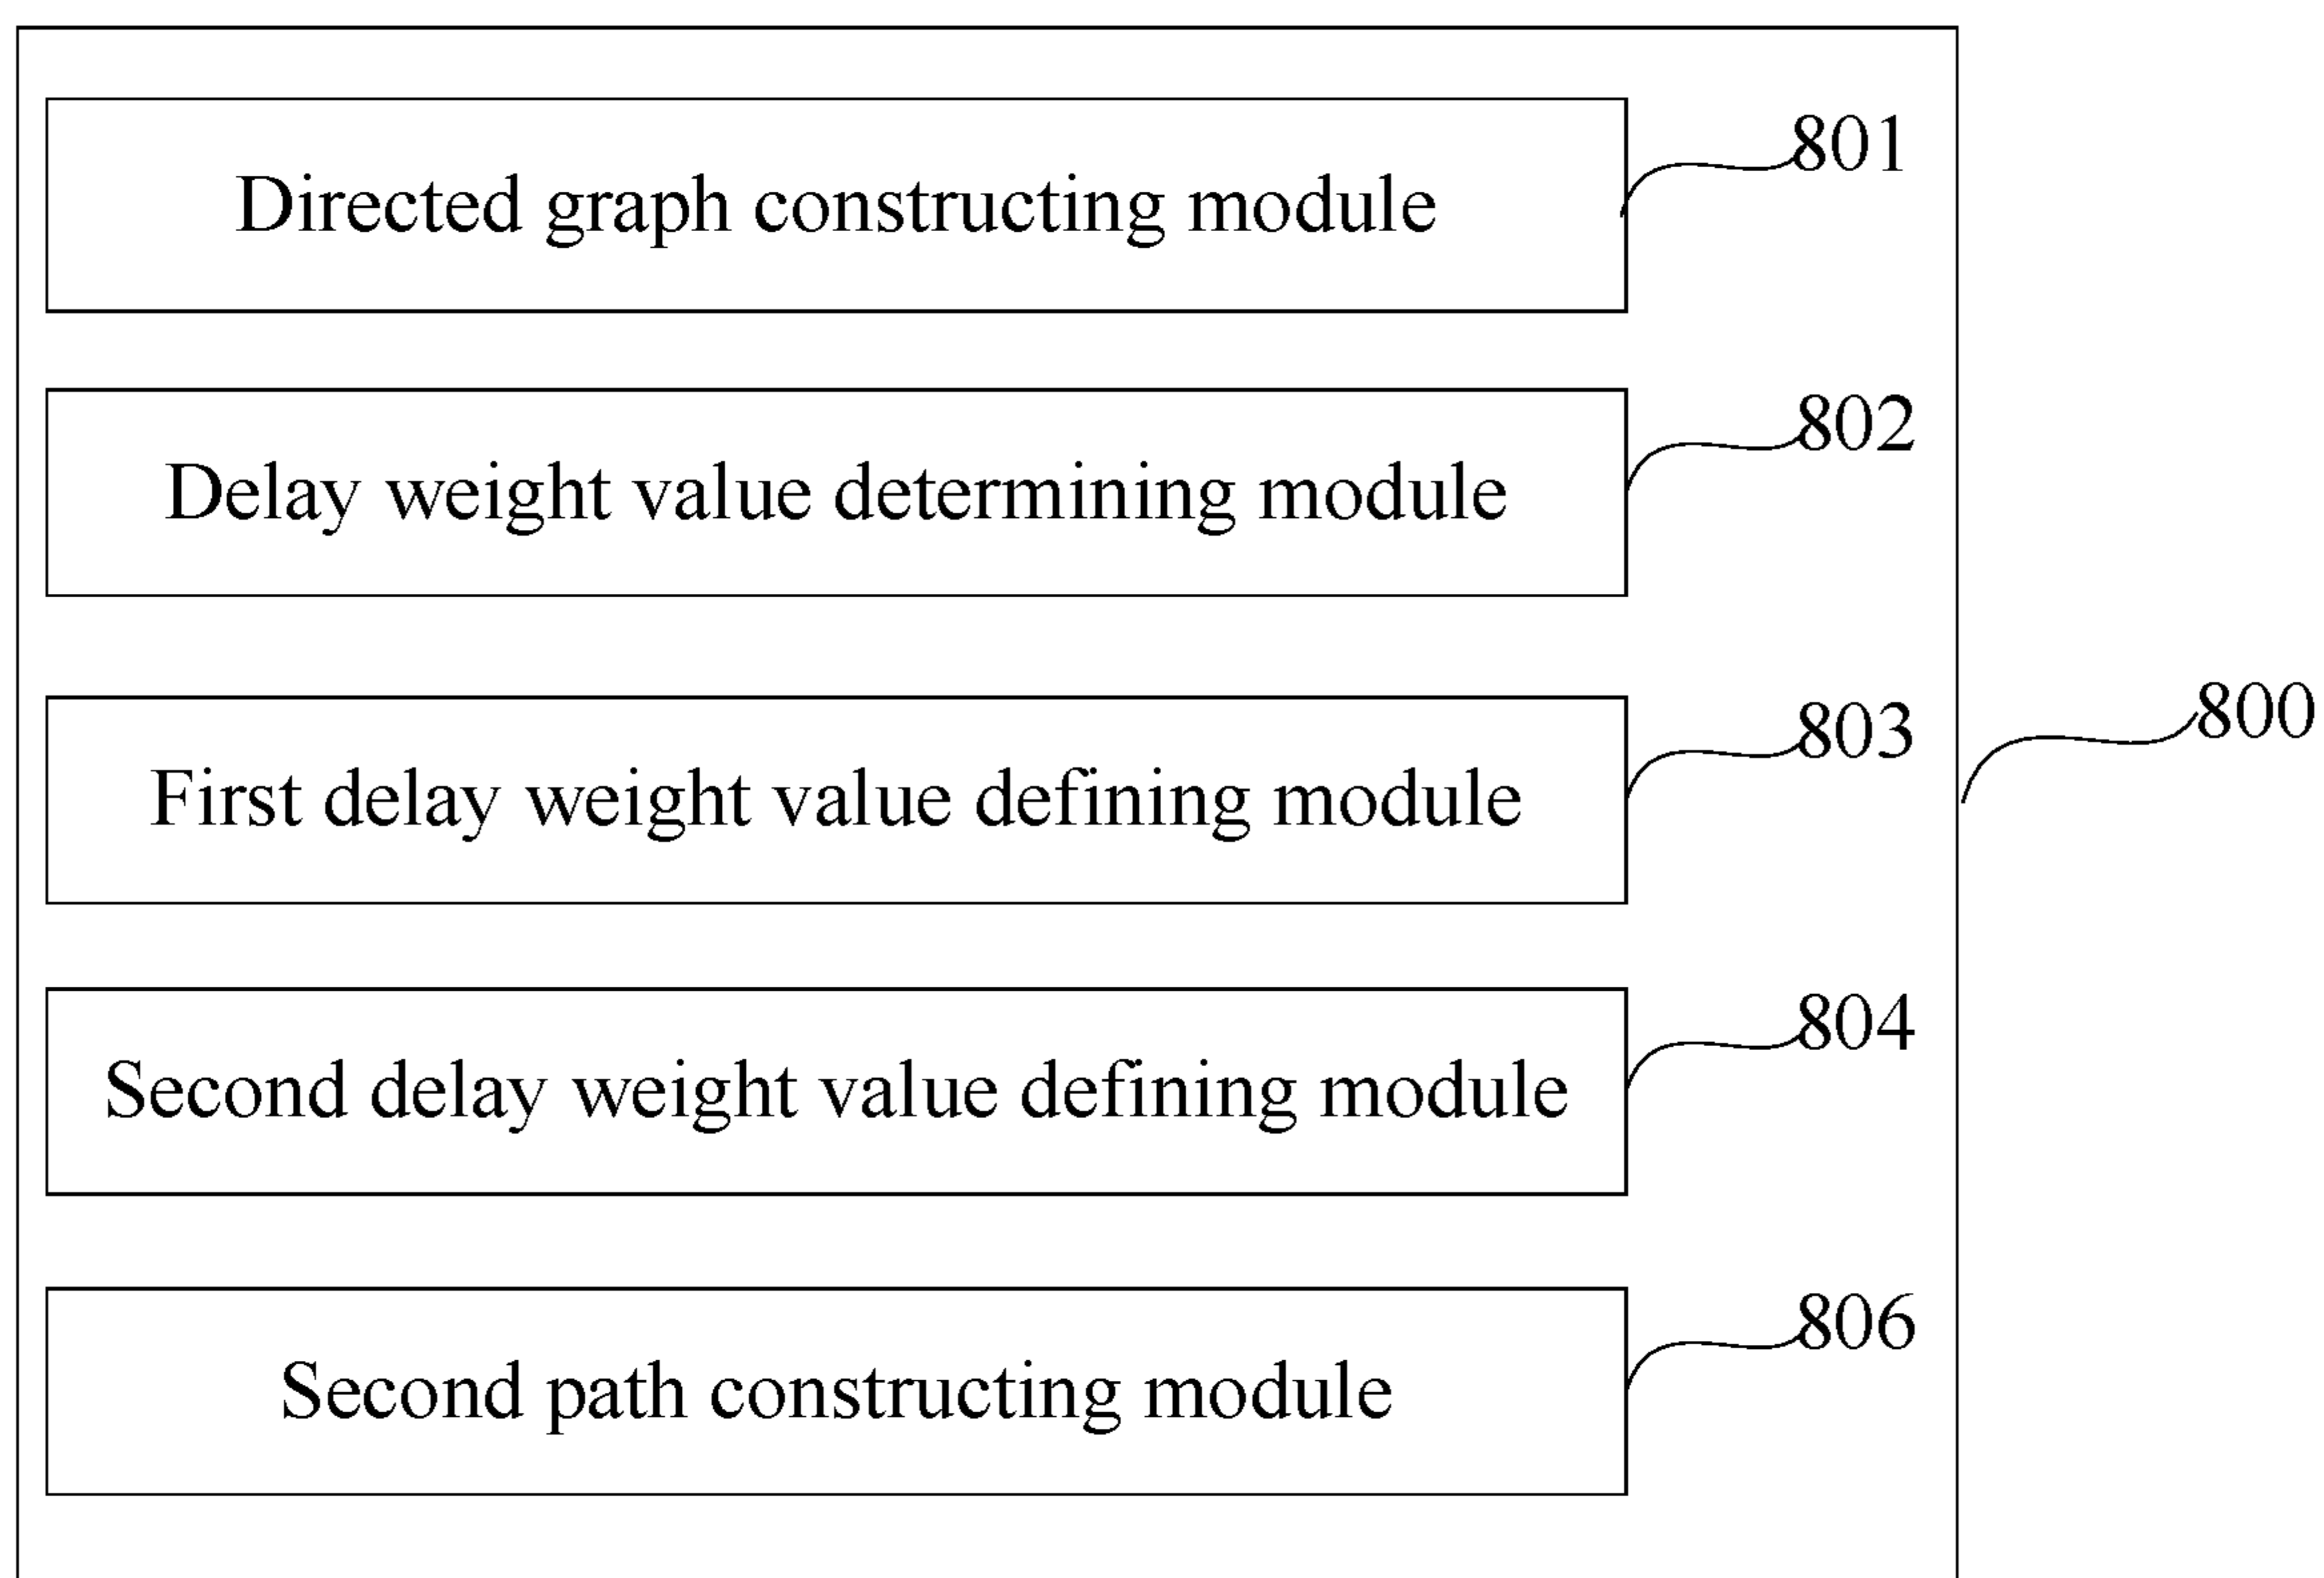 801
Directed graph constructing module
802
Delay weight value determining module
803
800
First delay weight value defining module
804
Second delay weight value defining module
806
Second path constructing module